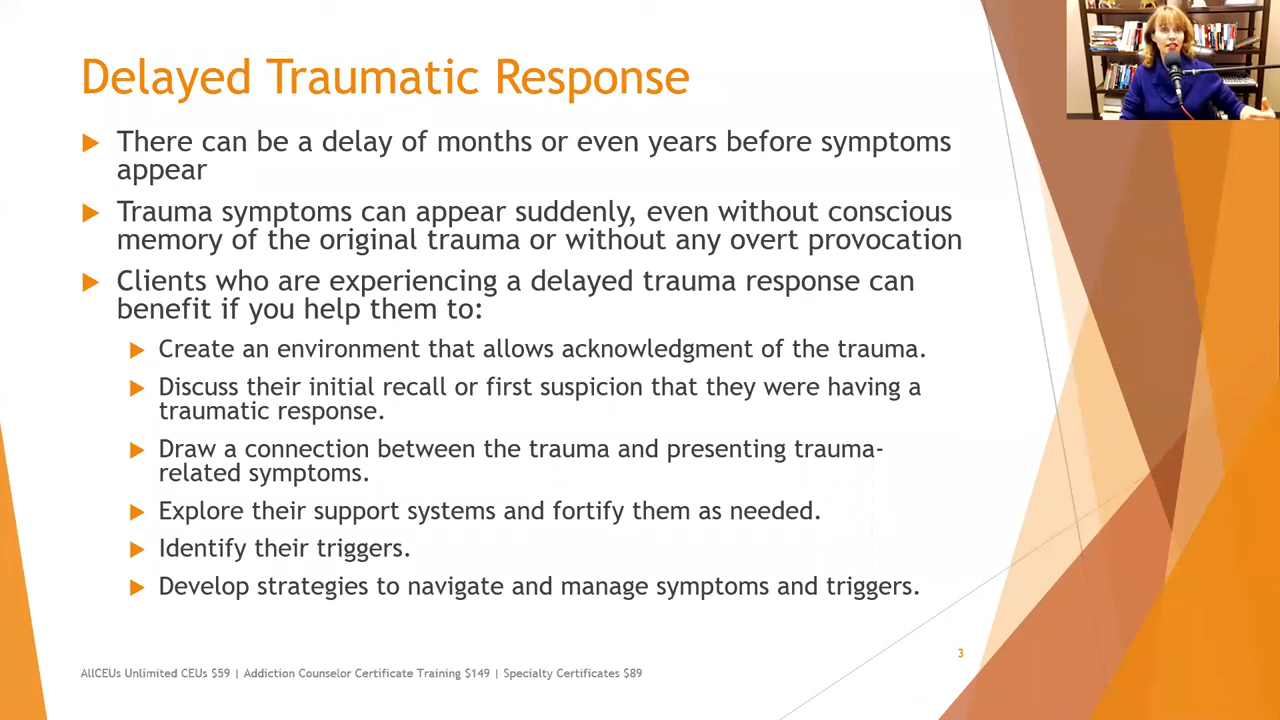 Delayed Traumatic Response
There can be a delay of months or even years before symptoms
appear
Trauma symptoms can appear suddenly, even without conscious
memory of the original trauma or without any overt provocation
Clients who are experiencing a delayed trauma response can
benefit if you help them to:
Create an environment that allows acknowledgment of the trauma.
Discuss their initial recall or first suspicion that they were having a
traumatic response.
Draw a connection between the trauma and presenting trauma-
related symptoms.
Explore their support systems and fortify them as needed.
Identify their triggers.
Develop strategies to navigate and manage symptoms and triggers.
3
AllCEUs Unlimited CEUs $59 | Addiction Counselor Certificate Training $149 | Specialty Certificates $89